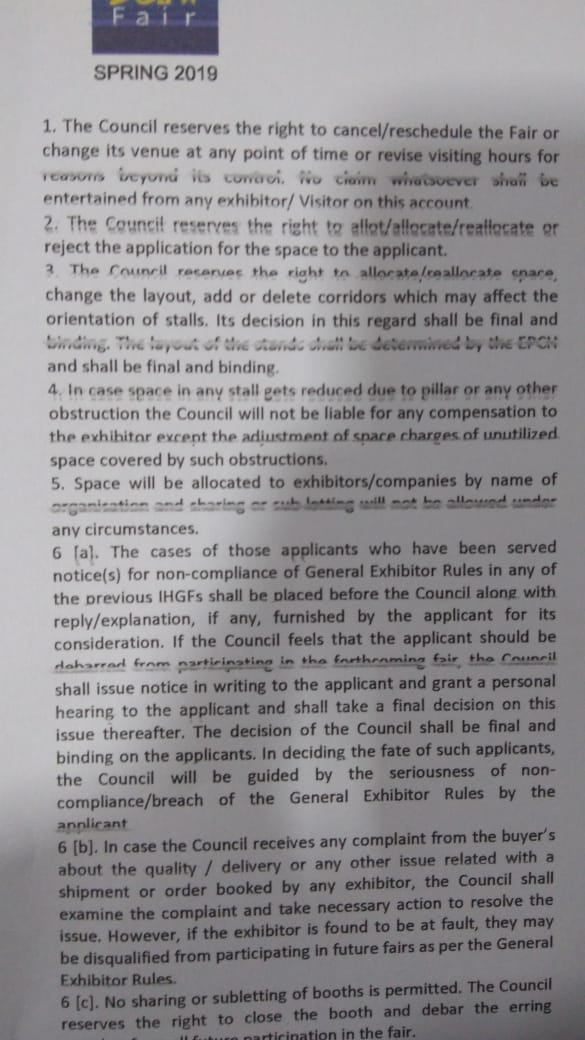 Fair
SPRING 2019
1. The Council reserves the right to cancel/reschedule the Fair or
change its venue at any point of time or revise visiting hours for
reasons beyond its control. No claim whatsoever shall be
entertained from any exhibitor/ Visitor on this account
2. The Council reserves the right to allot/allocate/reallocate or
reject the application for the space to the applicant.
3. The Council reserves the right to allocate/reallocate space,
change the layout, add or delete corridors which may affect the
orientation of stalls. Its decision in this regard shall be final and
binding. The layout of the stands shall be determined by the EPCH
and shall be final and binding.
4. In case space in any stall gets reduced due to pillar or any other
obstruction the Council will not be liable for any compensation to
the exhibitor except the adjustment of space charges of unutilized
space covered by such obstructions.
5. Space will be allocated to exhibitors/companies by name of
organisation and sharing or sub letting will not be allowed under
any circumstances.
6 [a]. The cases of those applicants who have been served
notice(s) for non-compliance of General Exhibitor Rules in any of
the previous IHGFs shall be placed before the Council along with
reply/explanation, if any, furnished by the applicant for its
consideration. If the Council feels that the applicant should be
debarred from participating in the forthcoming fair, the Council
shall issue notice in writing to the applicant and grant a personal
hearing to the applicant and shall take a final decision on this
issue thereafter. The decision of the Council shall be final and
binding on the applicants. In deciding the fate of such applicants,
the Council will be guided by the seriousness of non-
compliance/breach of the General Exhibitor Rules by the
applicant
6 [b]. In case the Council receives any complaint from the buyer's
about the quality / delivery or any other issue related with a
shipment or order booked by any exhibitor, the Council shall
examine the complaint and take necessary action to resolve the
issue. However, if the exhibitor is found to be at fault, they may
be disqualified from participating in future fairs as per the General
Exhibitor Rules.
6 [c]. No sharing or subletting of booths is permitted. The Council
reserves the right to close the booth and debar the erring
future participation in the fair.